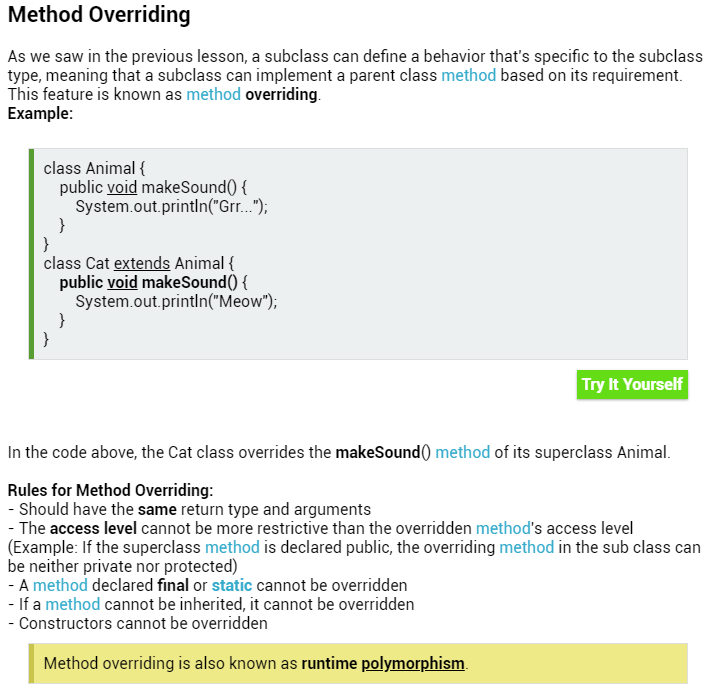 Method Overriding
As we saw in the previous lesson, a subclass can define a behavior that's specific to the subclass
type, meaning that a subclass can implement a parent class method based on its requirement.
This feature is known as method overriding.
Example:
class Animal {
public void makeSound() {
System.out.println("Grr...");
}
}
class Cat extends Animal {
public void makeSound() {
System.out.println("Meow");
}
}
Try It Yourself
In the code above, the Cat class overrides the makeSound() method of its superclass Animal.
Rules for Method Overriding:
- Should have the same return type and arguments
- The access level cannot be more restrictive than the overridden method's access level
(Example: If the superclass method is declared public, the overriding method in the sub class can
be neither private nor protected)
- A method declared final or static cannot be overridden
- If a method cannot be inherited, it cannot be overridden
- Constructors cannot be overridden
Method overriding is also known as runtime polymorphism.